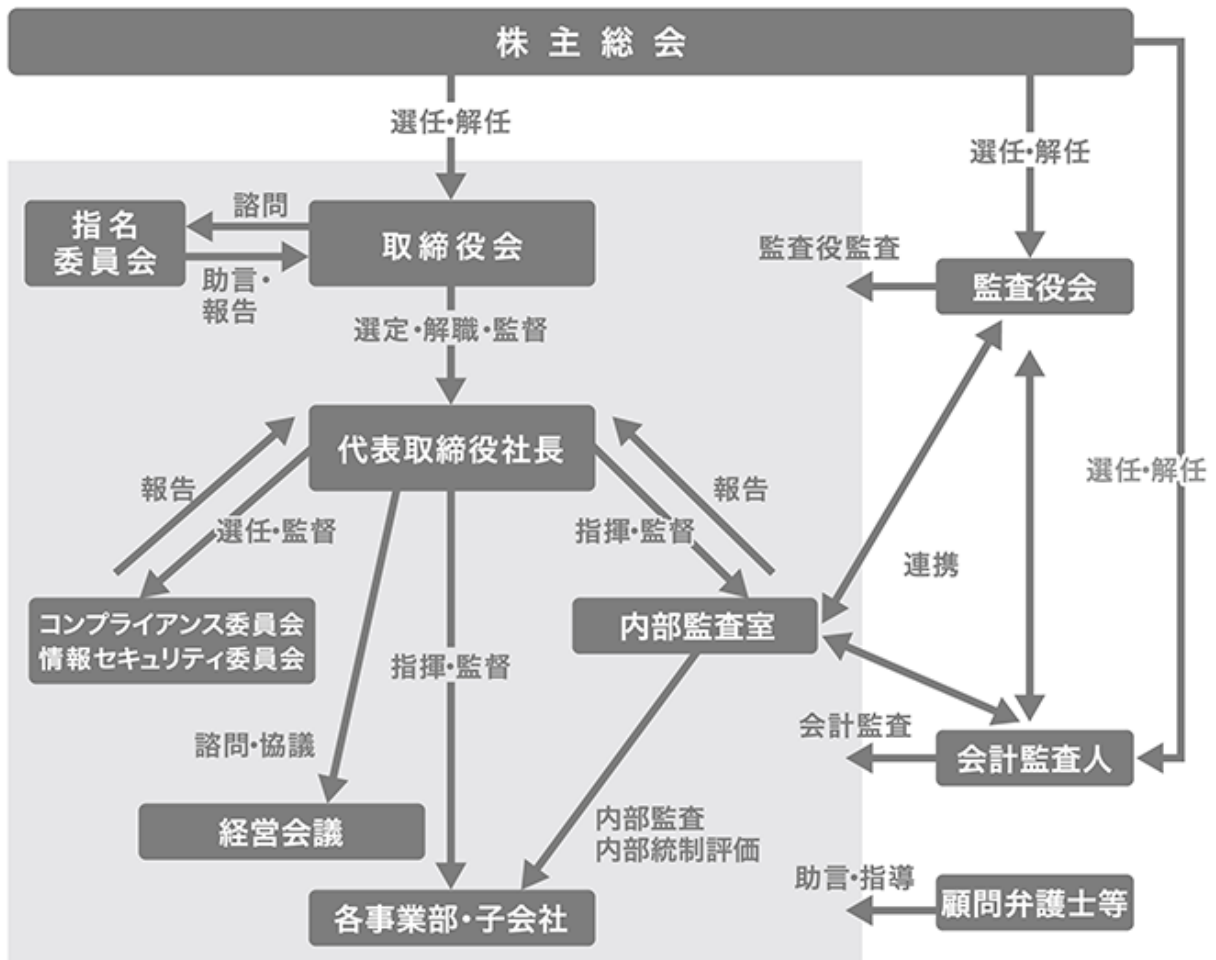 株主総会
選任・解任
選任・解任
諮問
指名
委員会
取締役会
助言・
報告
監査役監査
監査役会
選定・解職・監督
代表取締役社長
報告
選任・監督
指揮・監督
報告
選任・解任
連携
コンプライアンス委員会
情報セキュリティ委員会
内部監査室
指揮・監督
諮問・協議
会計監査
会計監査人
経営会議
内部監査
内部統制評価
助言・指導
顧問弁護士等
各事業部・子会社